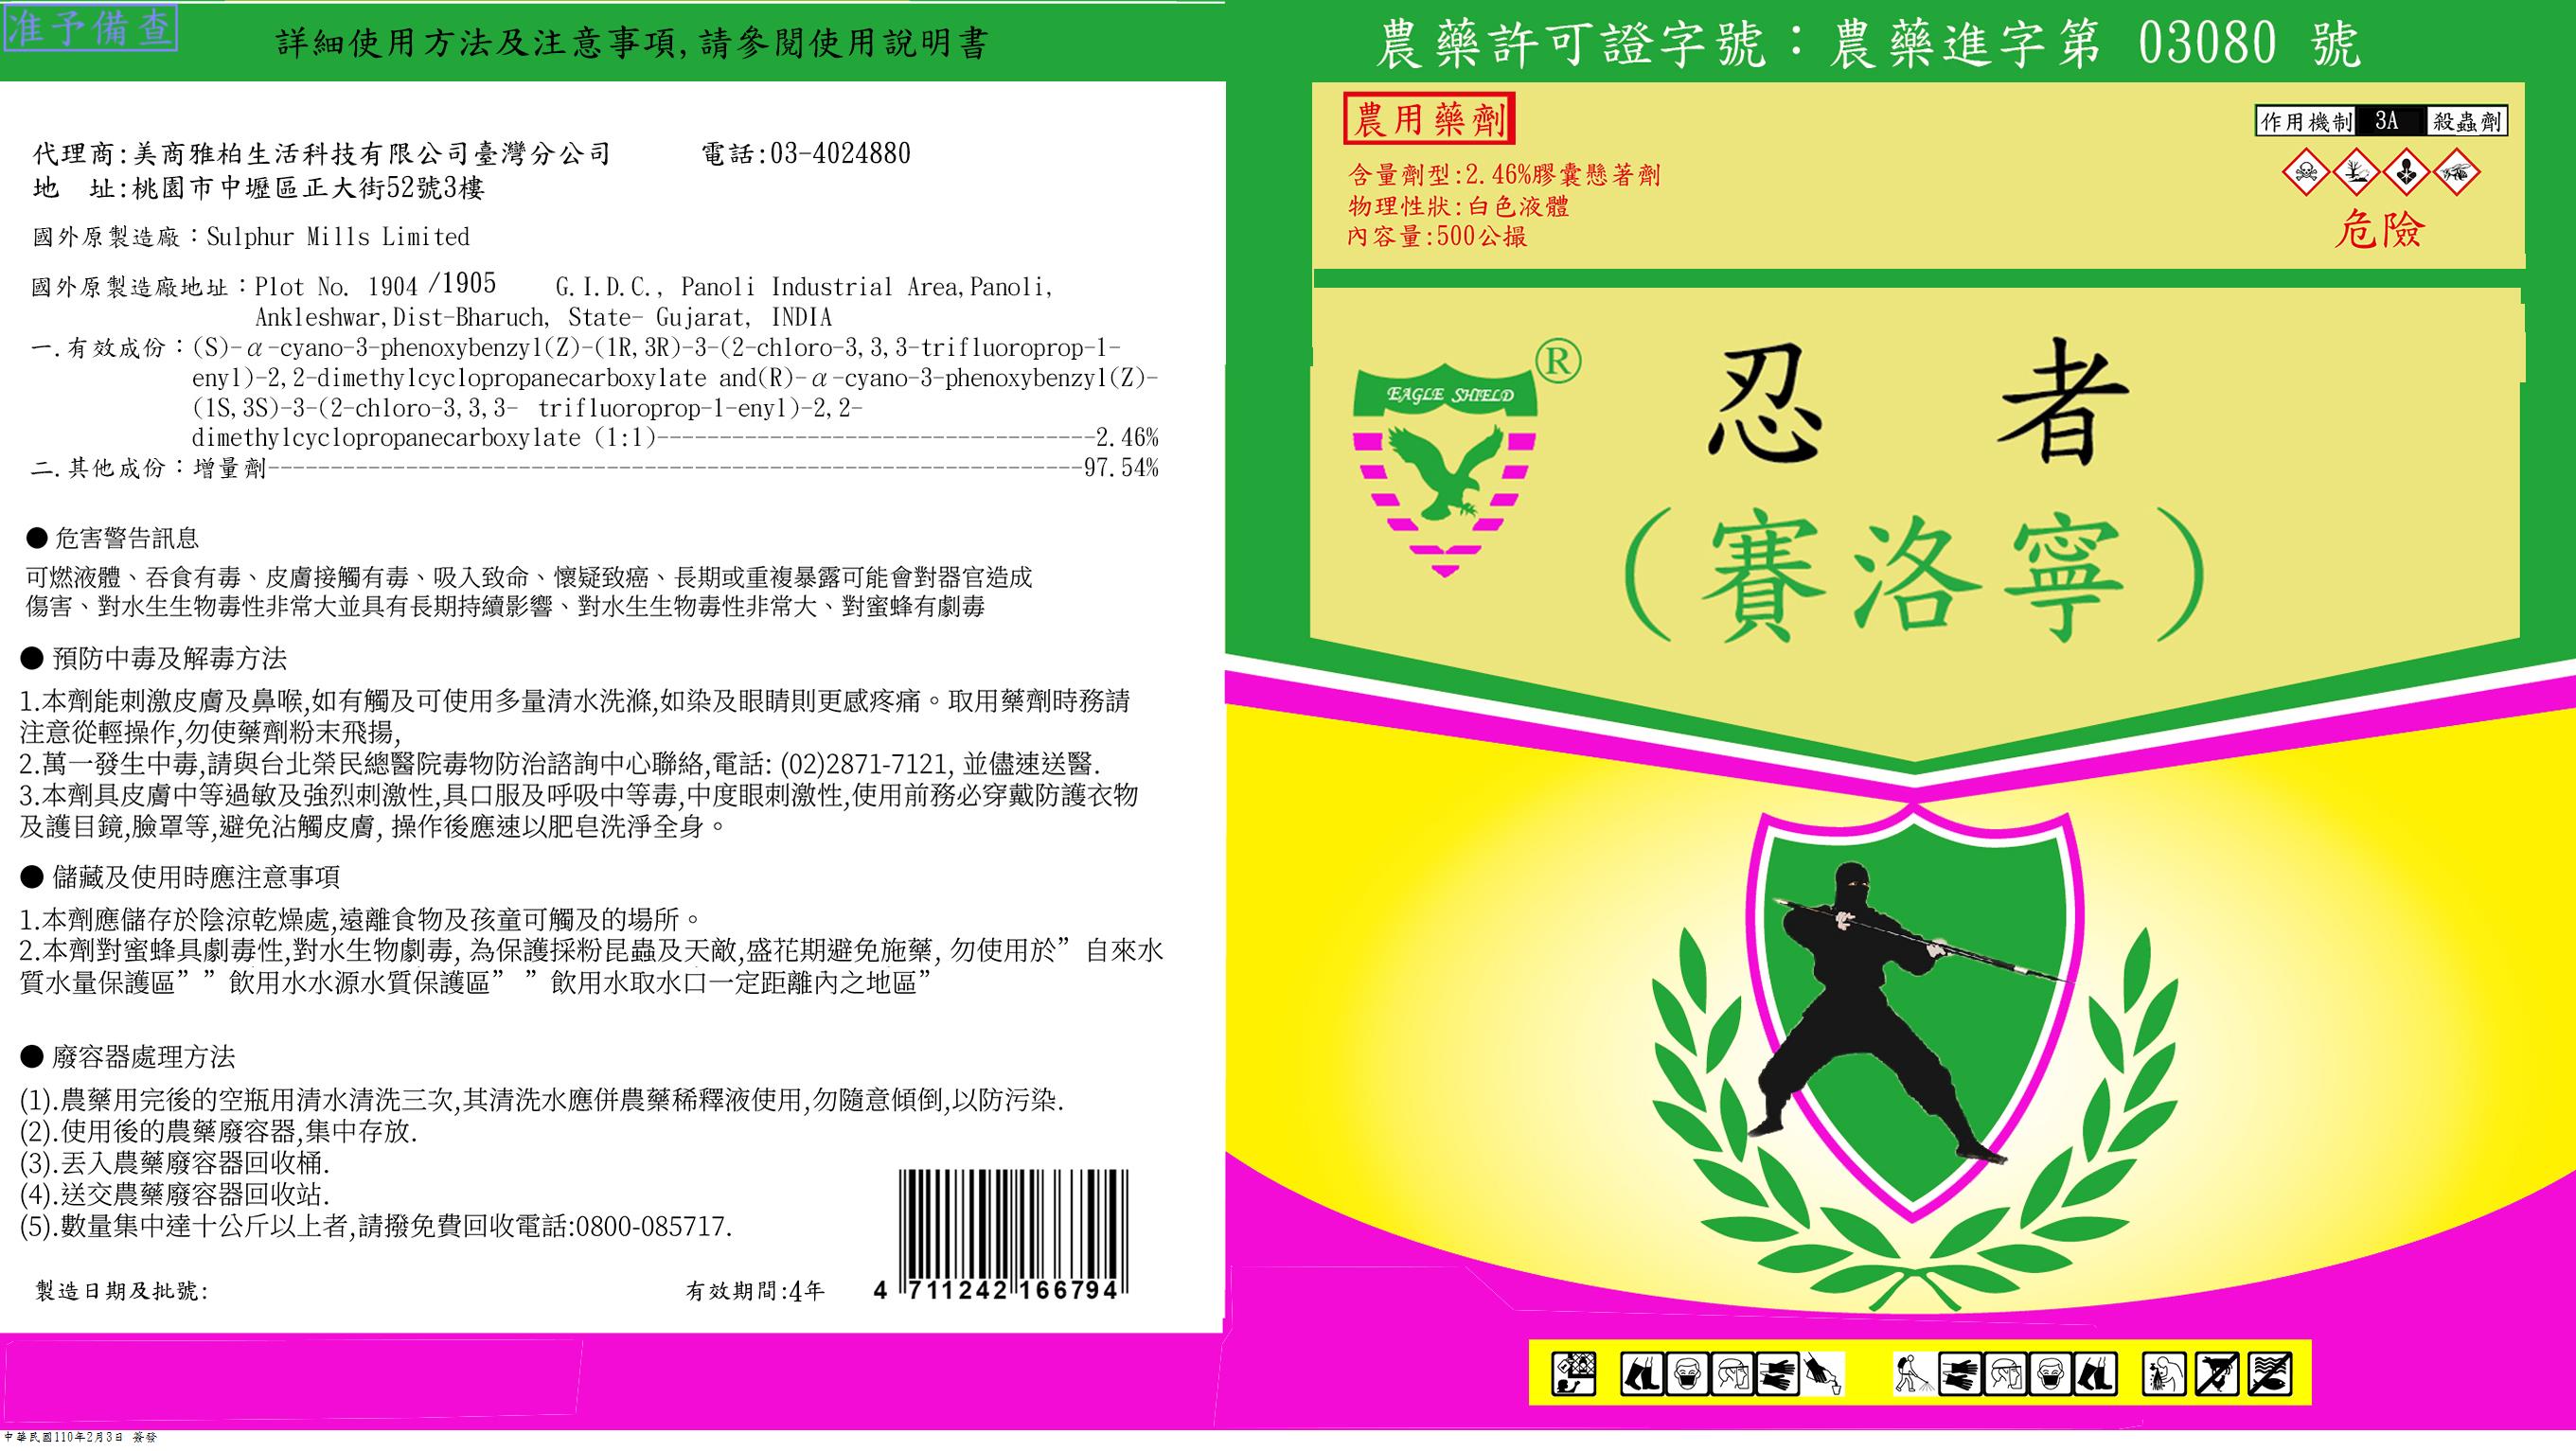 准予備查
詳細使用方法及注意事項,請參閱使用說明書
代理商:美商雅柏生活科技有限公司臺灣分公司 電話:03-4024880
地 址:桃園市中壢區正大街52號3樓
國外原製造廠：Sulphur Mills Limited
國外原製造廠地址：Plot No. 1904 /1905 G.I.D.C., Panoli Industrial Area,Panoli,
Ankleshwar,Dist-Bharuch, State- Gujarat, INDIA
一.有效成份：(S)-α-cyano-3-phenoxybenzyl(Z)-(1R,3R)-3-(2-chloro-3,3,3-trifluoroprop-1-
enyl)-2,2-dimethylcyclopropanecarboxylate and(R)-α-cyano-3-phenoxybenzyl(Z)-
(1S,3S)-3-(2-chloro-3,3,3- trifluoroprop-1-enyl)-2,2-
dimethylcyclopropanecarboxylate (1:1)-----------------------------------2.46%
二.其他成份：增量劑-----------------------------------------------------------------97.54%
● 危害警告訊息
可燃液體、吞食有毒、皮膚接觸有毒、吸入致命、懷疑致癌、長期或重複暴露可能會對器官造成
傷害、對水生生物毒性非常大並具有長期持續影響、對水生生物毒性非常大、對蜜蜂有劇毒
● 預防中毒及解毒方法
1.本劑能刺激皮膚及鼻喉,如有觸及可使用多量清水洗滌,如染及眼睛則更感疼痛。取用藥劑時務請
注意從輕操作,勿使藥劑粉末飛揚,
2.萬一發生中毒,請與台北榮民總醫院毒物防治諮詢中心聯絡,電話: (02)2871-7121, 並儘速送醫.
3.本劑具皮膚中等過敏及強烈刺激性,具口服及呼吸中等毒,中度眼刺激性,使用前務必穿戴防護衣物
及護目鏡,臉罩等,避免沾觸皮膚, 操作後應速以肥皂洗淨全身。
● 儲藏及使用時應注意事項
1.本劑應儲存於陰涼乾燥處,遠離食物及孩童可觸及的場所。
2.本劑對蜜蜂具劇毒性,對水生物劇毒, 為保護採粉昆蟲及天敵,盛花期避免施藥, 勿使用於”自來水
質水量保護區””飲用水水源水質保護區” ”飲用水取水口一定距離內之地區”
● 廢容器處理方法
(1).農藥用完後的空瓶用清水清洗三次,其清洗水應併農藥稀釋液使用,勿隨意傾倒,以防污染.
(2).使用後的農藥廢容器,集中存放.
(3).丟入農藥廢容器回收桶.
(4).送交農藥廢容器回收站.
(5).數量集中達十公斤以上者,請撥免費回收電話:0800-085717.
製造日期及批號: 有效期間:4年
4 711242 166794
中華民國110年2月3日 簽發
農藥許可證字號：農藥進字第 03080 號
農用藥劑
作用機制 3A 殺蟲劑
含量劑型:2.46%膠囊懸著劑
物理性狀:白色液體
內容量:500公撮
危險
EAGLE SHIELD ®
忍者
(賽洛寧)